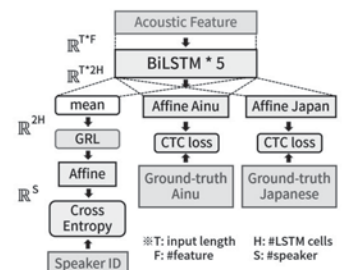 Acoustic Feature
ℝ^T*F
BiLSTM * 5
ℝ^T*2H
mean
Affine Ainu
Affine Japan
ℝ^2H
GRL
CTC loss
CTC loss
Affine
Ground-truth
Ainu
Ground-truth
Japanese
ℝ^S
Cross
Entropy
※T: input length
H: #LSTM cells
F: #feature
S: #speaker
Speaker ID